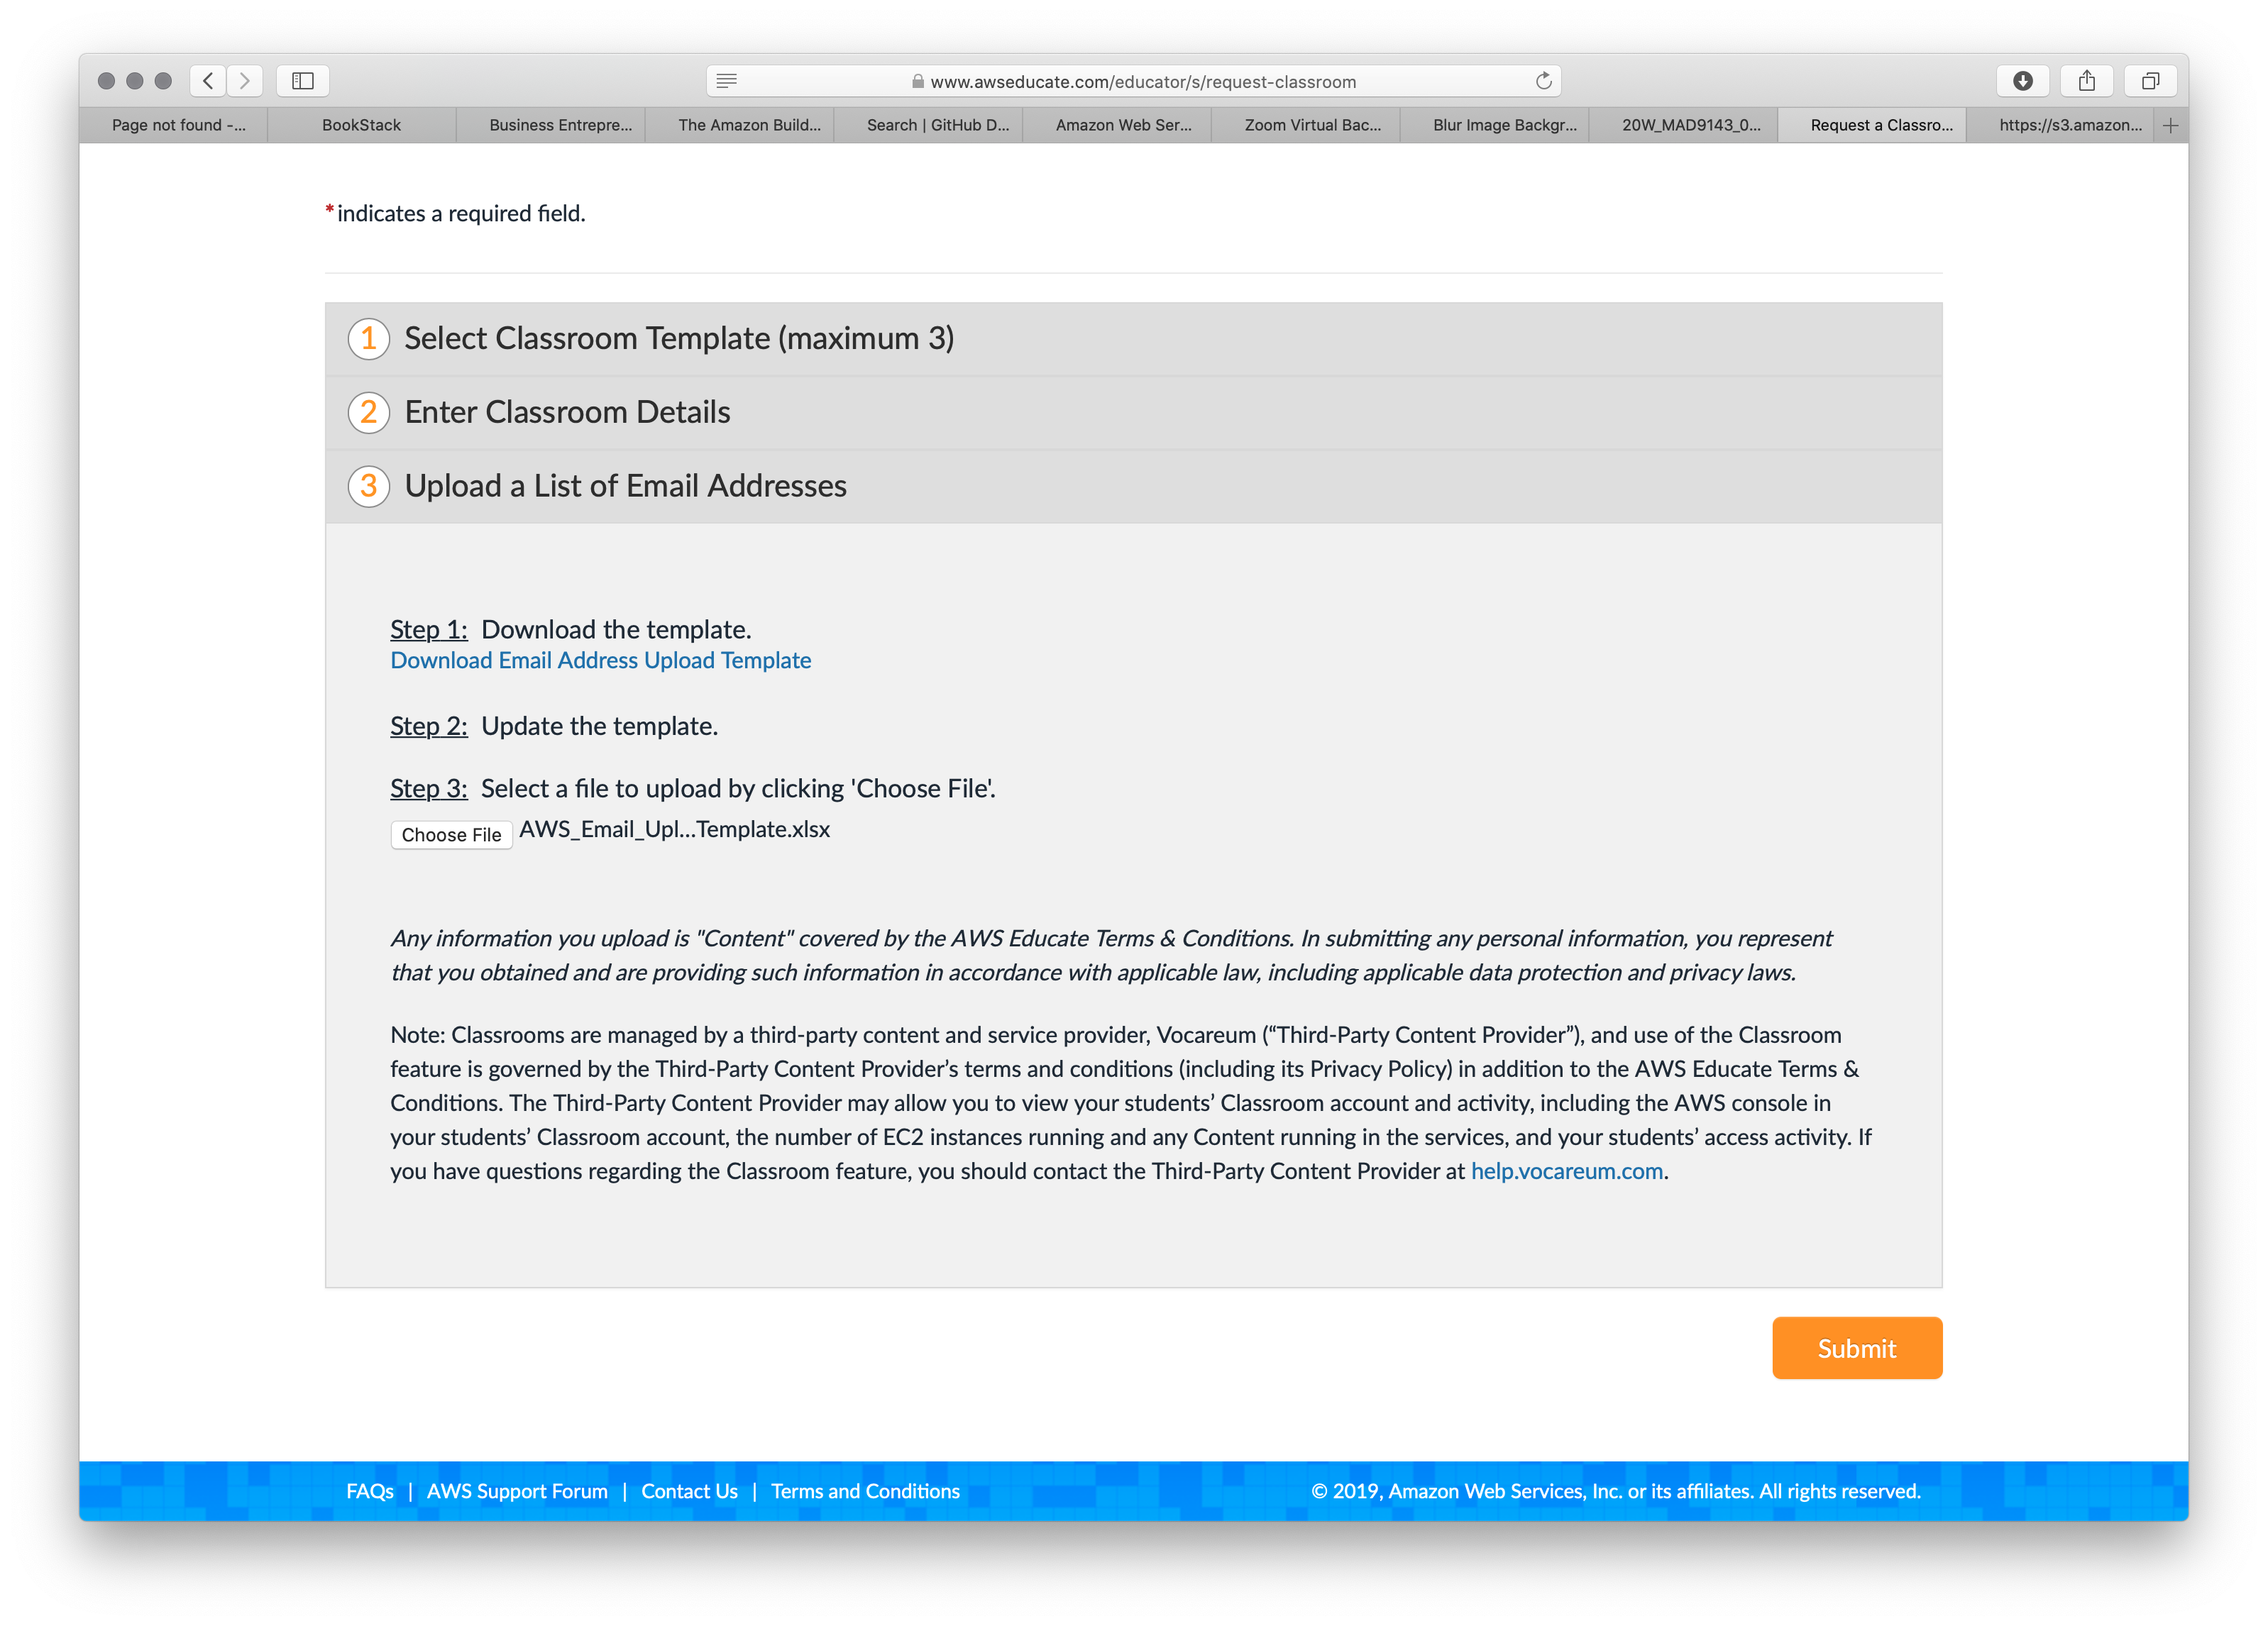 www.awseducate.com/educator/s/request-classroom
Page not found -...
BookStack
Business Entrepre...
The Amazon Build...
Search | GitHub D...
Amazon Web Ser...
Zoom Virtual Bac...
Blur Image Backgr...
20W_MAD9143_0...
Request a Classro...
https://s3.amazon...
*indicates a required field.
1 Select Classroom Template (maximum 3)
2 Enter Classroom Details
3 Upload a List of Email Addresses
Step 1: Download the template.
Download Email Address Upload Template
Step 2: Update the template.
Step 3: Select a file to upload by clicking 'Choose File'.
Choose File AWS_Email_Upl...Template.xlsx
Any information you upload is "Content" covered by the AWS Educate Terms & Conditions. In submitting any personal information, you represent
that you obtained and are providing such information in accordance with applicable law, including applicable data protection and privacy laws.
Note: Classrooms are managed by a third-party content and service provider, Vocareum (“Third-Party Content Provider”), and use of the Classroom
feature is governed by the Third-Party Content Provider’s terms and conditions (including its Privacy Policy) in addition to the AWS Educate Terms &
Conditions. The Third-Party Content Provider may allow you to view your students’ Classroom account and activity, including the AWS console in
your students’ Classroom account, the number of EC2 instances running and any Content running in the services, and your students’ access activity. If
you have questions regarding the Classroom feature, you should contact the Third-Party Content Provider at help.vocareum.com.
Submit
FAQs | AWS Support Forum | Contact Us | Terms and Conditions
© 2019, Amazon Web Services, Inc. or its affiliates. All rights reserved.